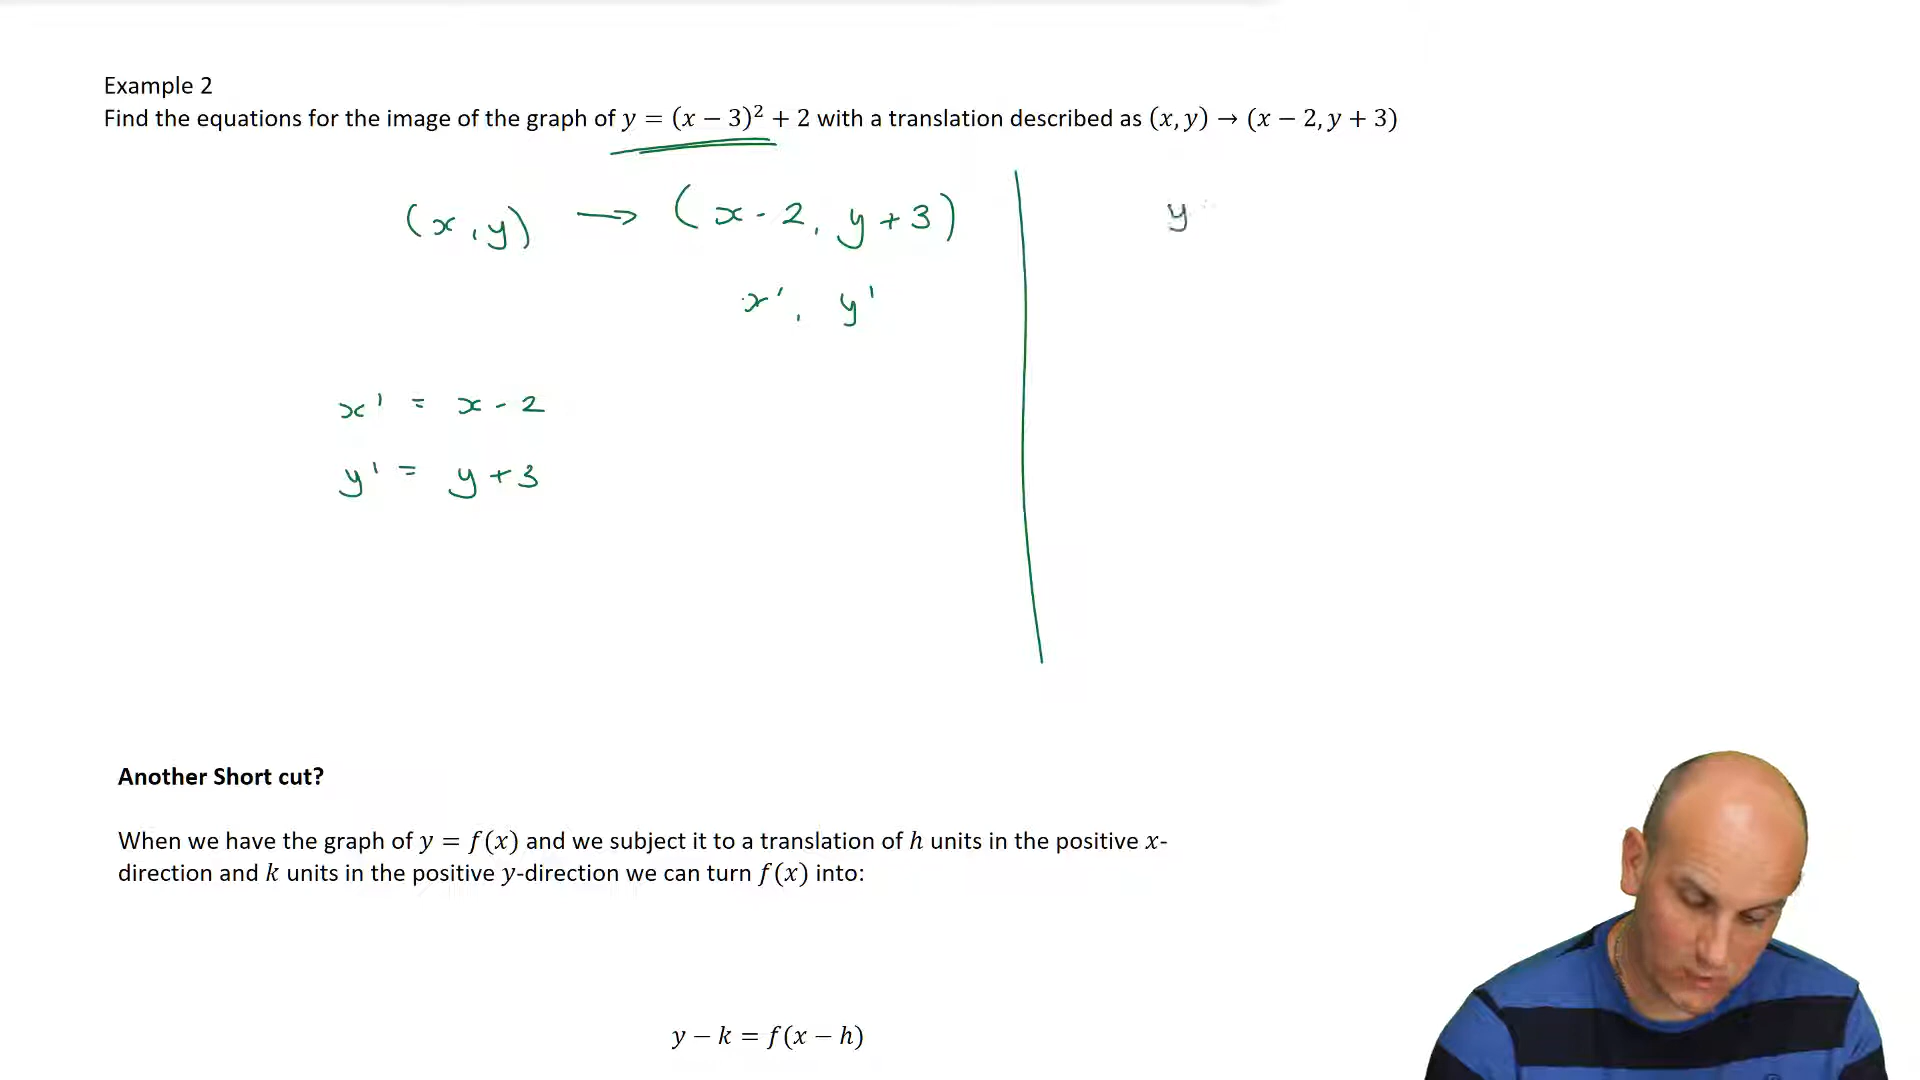 Example 2
Find the equations for the image of the graph of y = (x − 3)² + 2 with a translation described as (x, y) → (x − 2, y + 3)
(x, y) → (x - 2, y + 3)
y
x', y'
x' = x - 2
y' = y + 3
Another Short cut?
When we have the graph of y = f(x) and we subject it to a translation of h units in the positive x-
direction and k units in the positive y-direction we can turn f(x) into:
y − k = f(x − h)